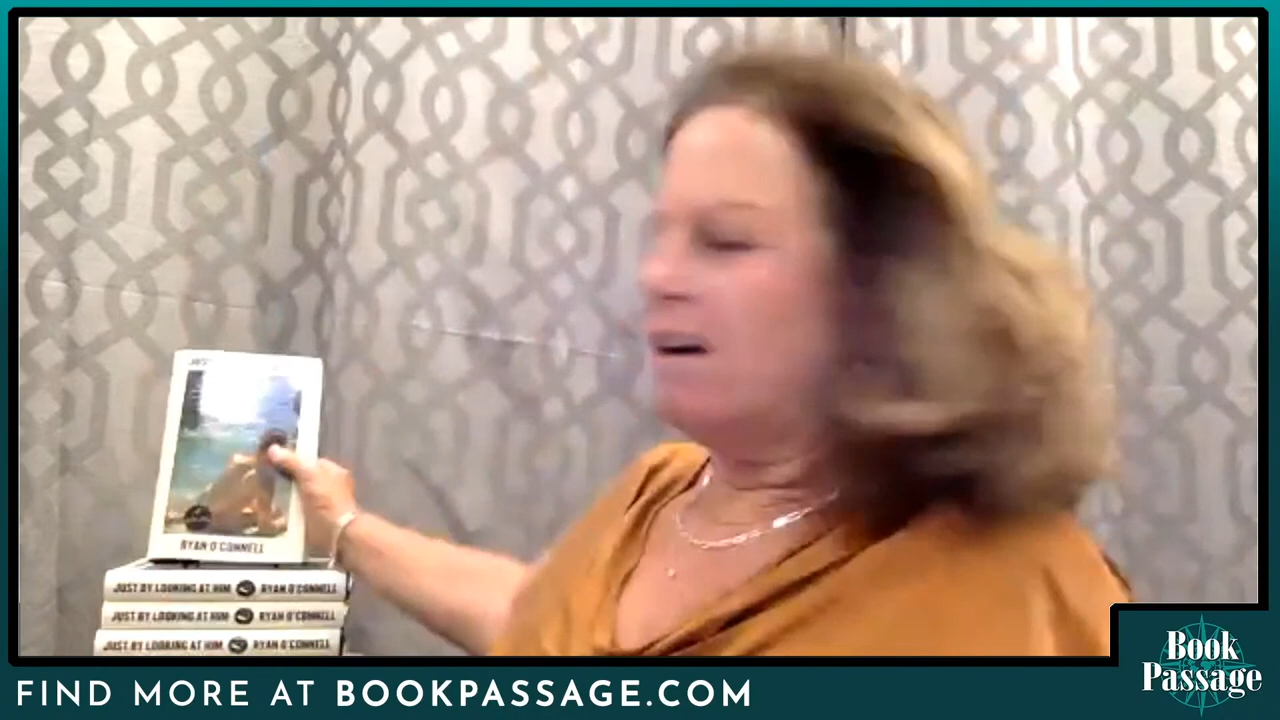 RYAN O'CONNELL
JUST BY LOOKING AT HIM RYAN O'CONNELL
JUST BY LOOKING AT HIM RYAN O'CONNELL
JUST BY LOOKING AT HIM RYAN O'CONNELL
Book
Passage
FIND MORE AT BOOKPASSAGE.COM